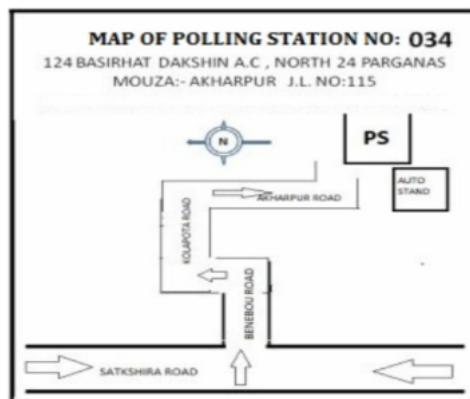 MAP OF POLLING STATION NO: 034
124 BASIRHAT DAKSHIN A.C , NORTH 24 PARGANAS
MOUZA:- AKHARPUR J.L. NO:115
N
PS
AUTO
STAND
AKHARPUR ROAD
KOLAPOTA ROAD
BENEBOU ROAD
SATKSHIRA ROAD